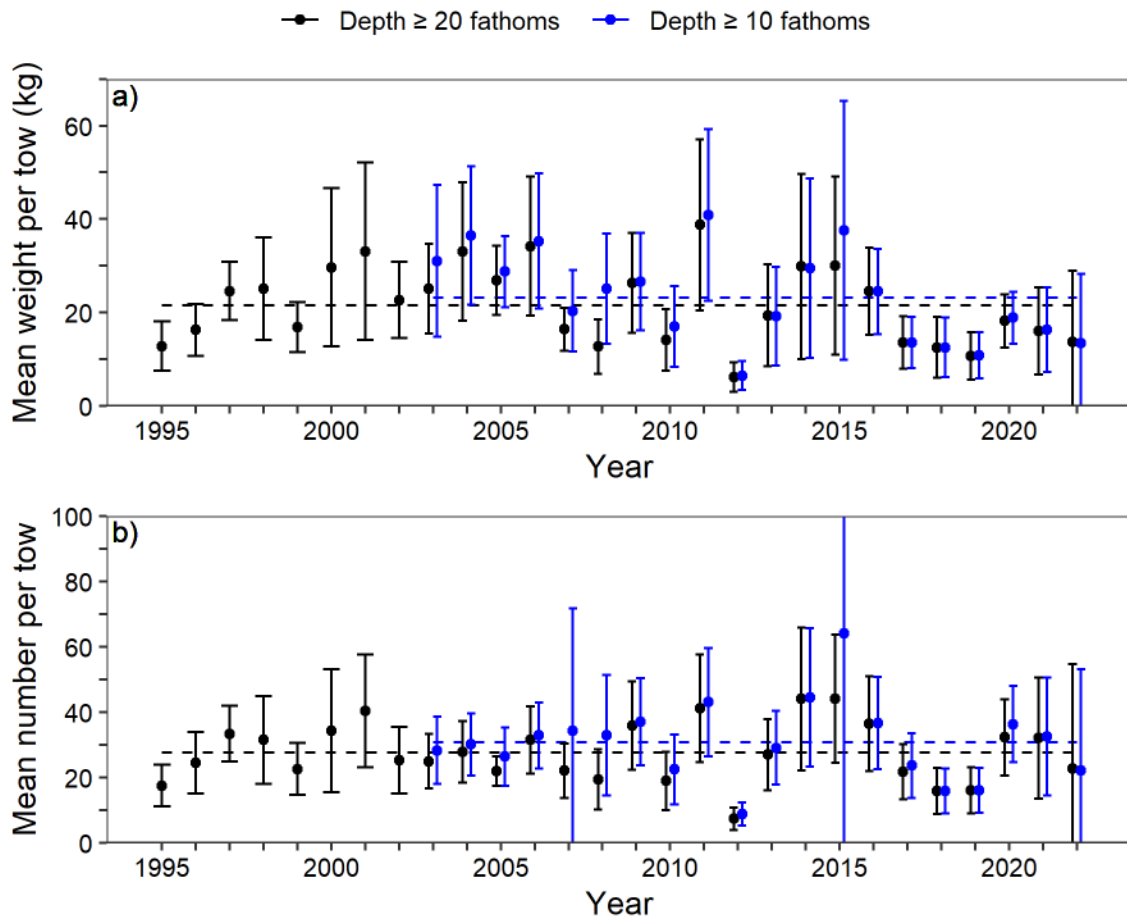 Depth ≥ 20 fathoms Depth ≥ 10 fathoms
a)
Mean weight per tow (kg)
60
40
20
0
1995 2000 2005 2010 2015 2020
Year
b)
Mean number per tow
100
80
60
40
20
0
1995 2000 2005 2010 2015 2020
Year